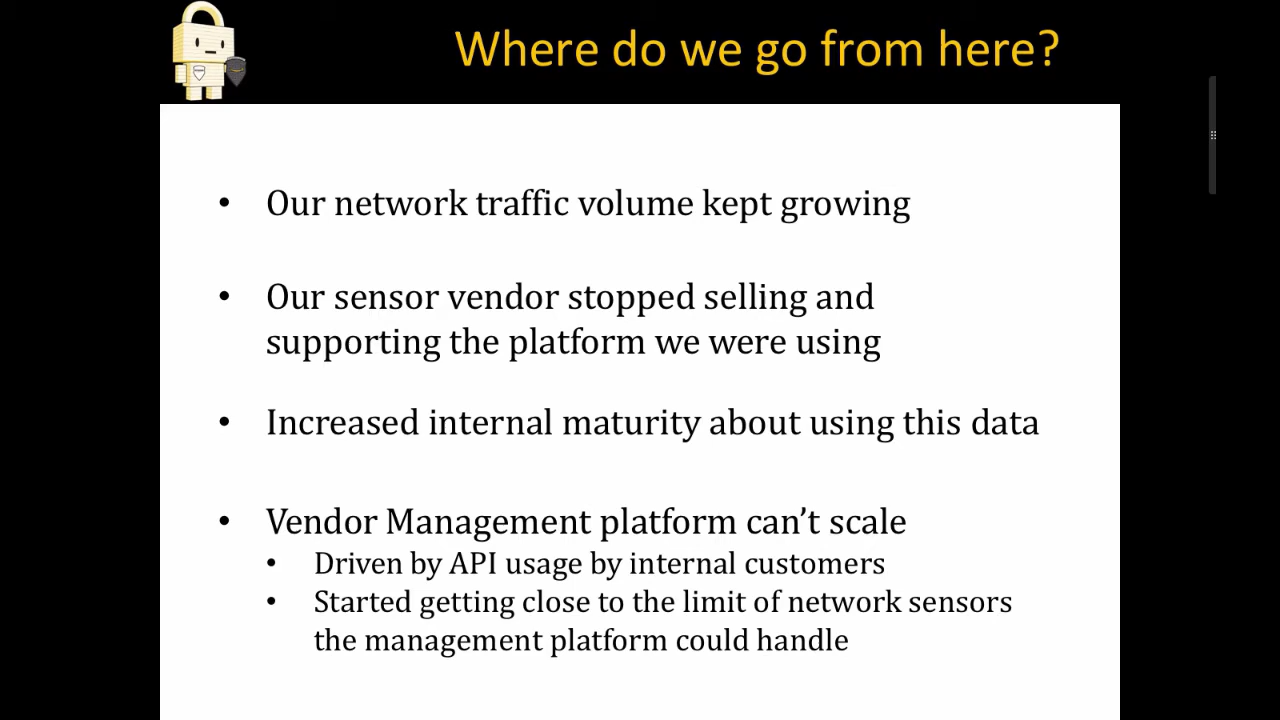 Where do we go from here?
• Our network traffic volume kept growing
• Our sensor vendor stopped selling and
supporting the platform we were using
• Increased internal maturity about using this data
• Vendor Management platform can’t scale
• Driven by API usage by internal customers
• Started getting close to the limit of network sensors
the management platform could handle